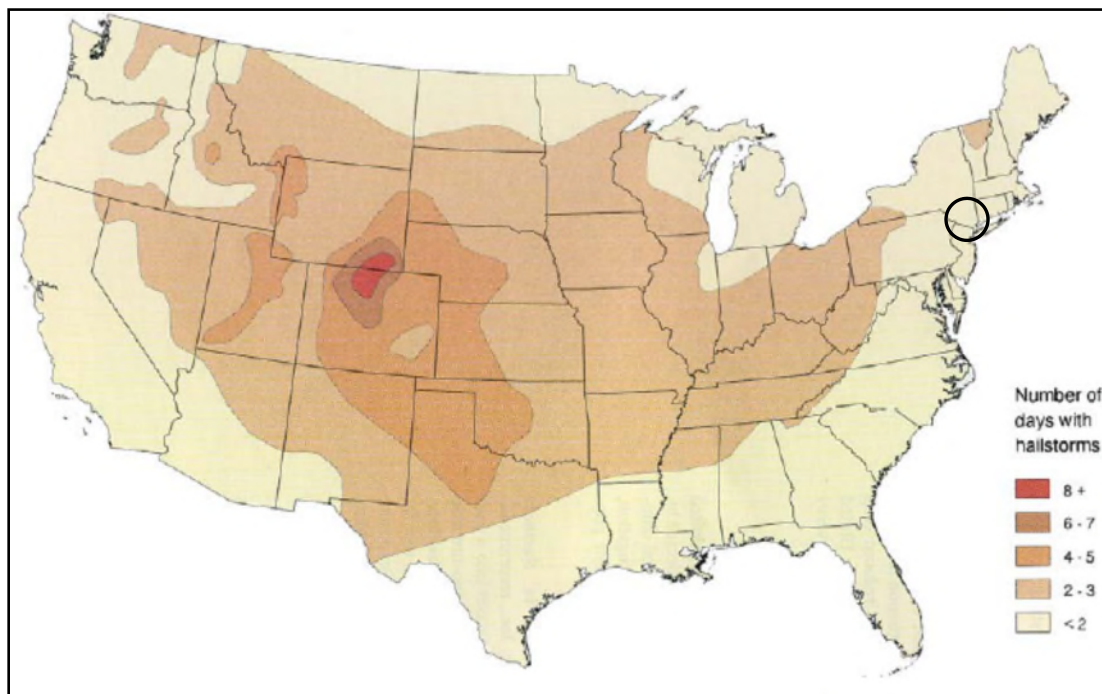 Number of
days with
hailstorms
8 +
6 - 7
4 - 5
2 - 3
< 2